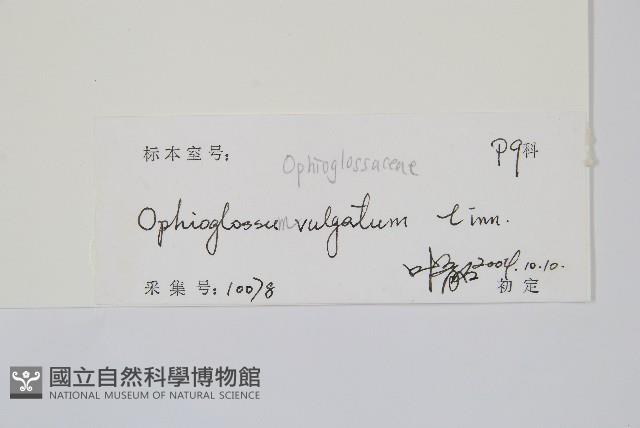 标本室号:
Ophioglossaceae
P9科
Ophioglossum vulgatum Linn.
2004.10.10.
采集号: 10078
初定
國立自然科學博物館
NATIONAL MUSEUM OF NATURAL SCIENCE